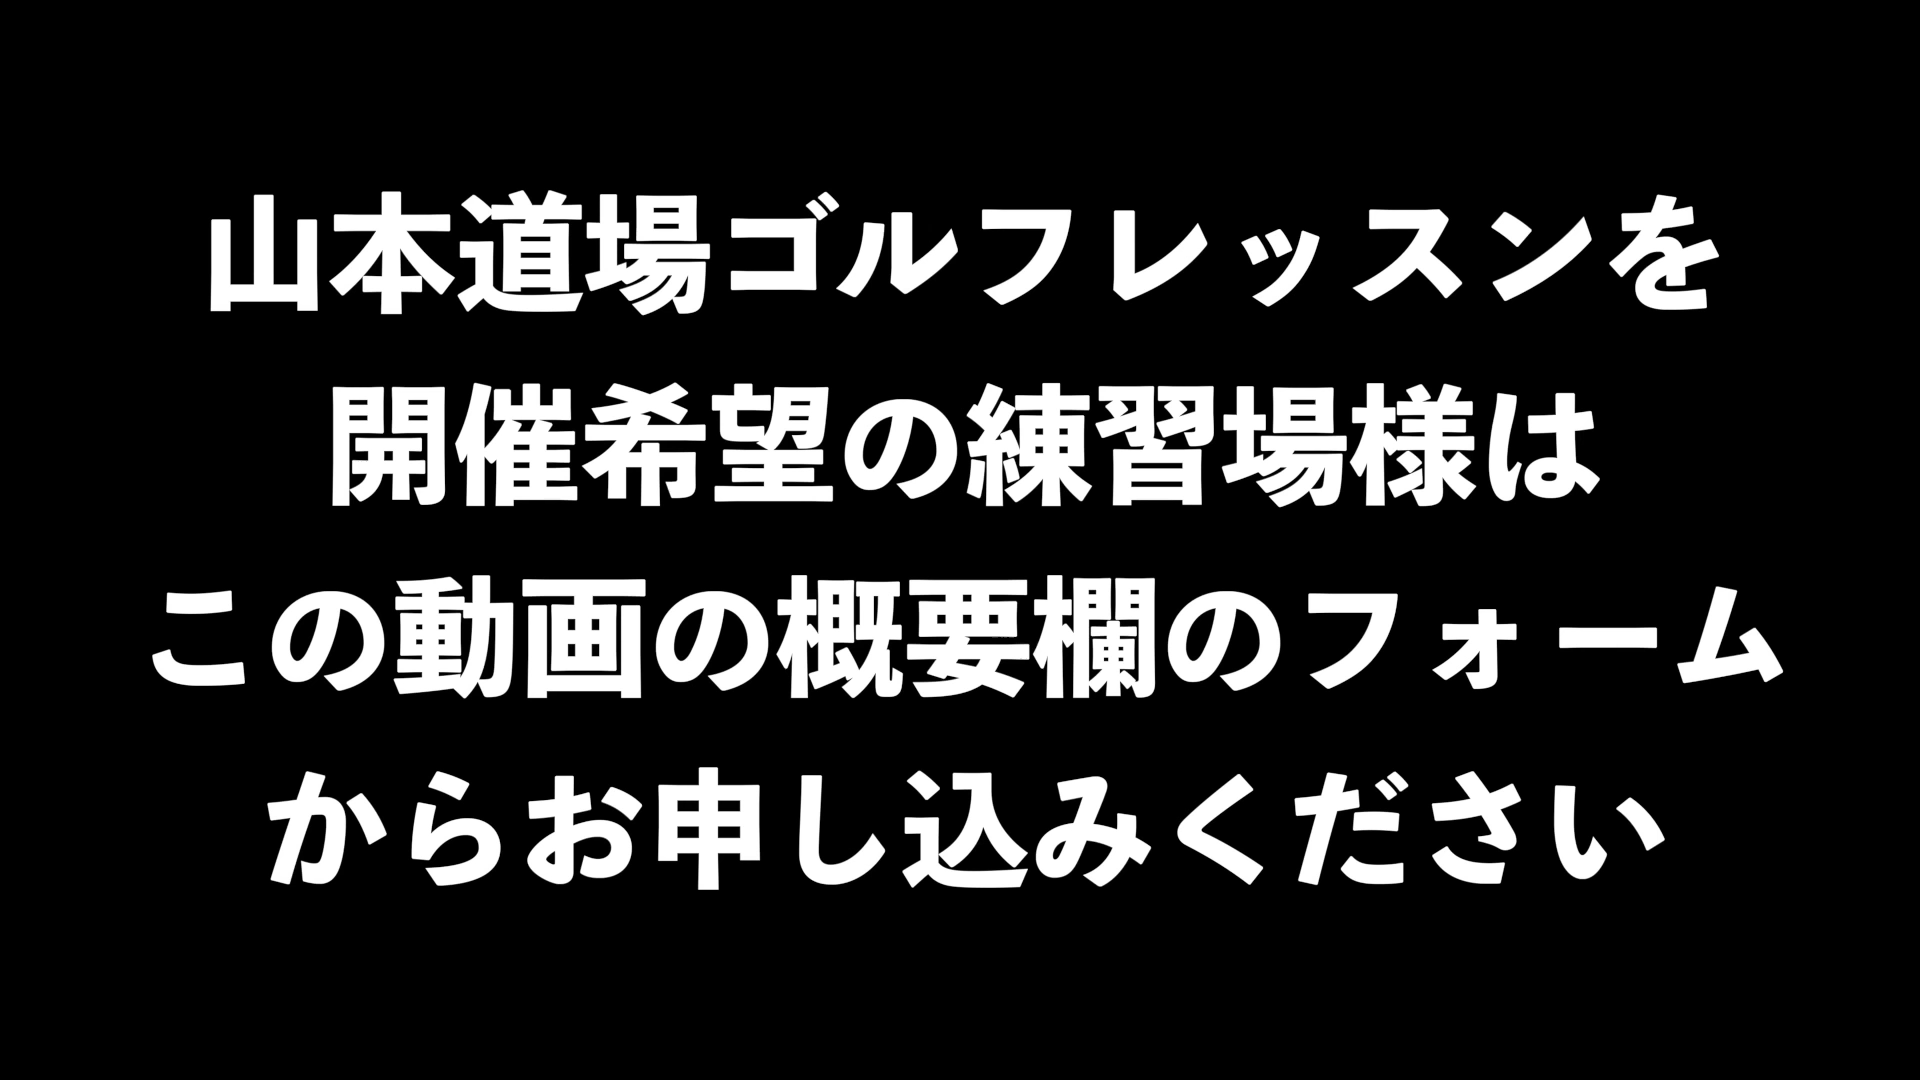 山本道場ゴルフレッスンを
開催希望の練習場様は
この動画の概要欄のフォーム
からお申し込みください